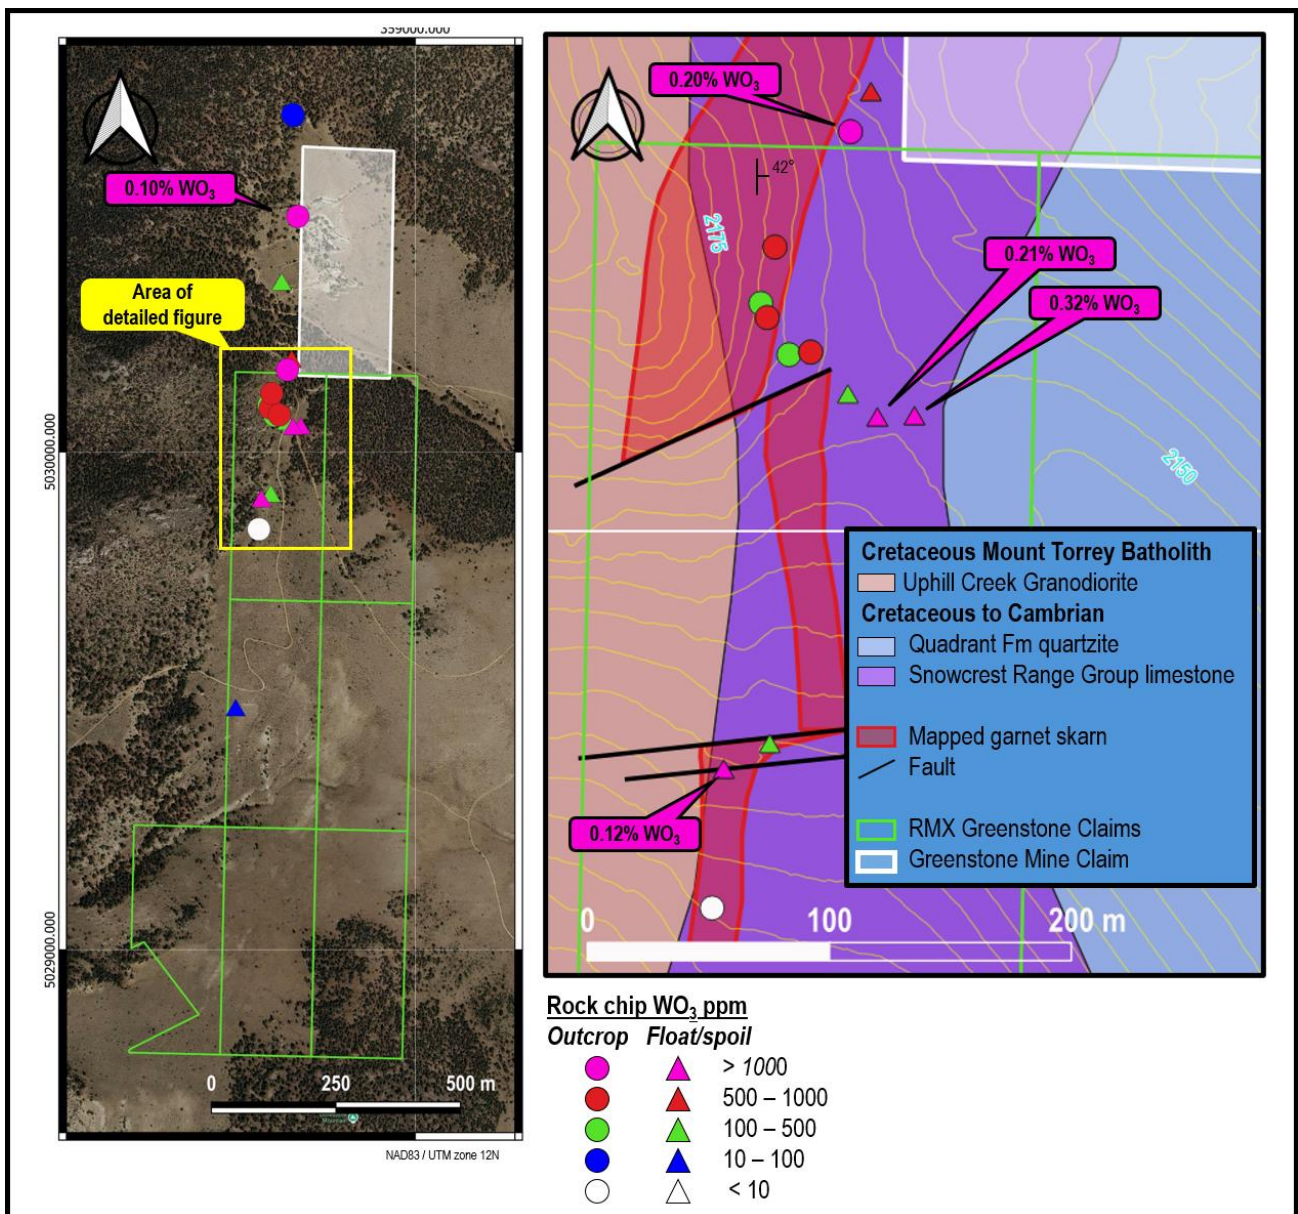 359000.000
0.10% WO3
Area of
detailed figure
5030000.000
5029000.000
0
250
500 m
NAD83 / UTM zone 12N
0.20% WO3
42°
2175
0.21% WO3
0.32% WO3
2150
0.12% WO3
Cretaceous Mount Torrey Batholith
Uphill Creek Granodiorite
Cretaceous to Cambrian
Quadrant Fm quartzite
Snowcrest Range Group limestone
Mapped garnet skarn
Fault
RMX Greenstone Claims
Greenstone Mine Claim
0
100
200 m
Rock chip WO3 ppm
Outcrop Float/spoil
> 1000
500 – 1000
100 – 500
10 – 100
< 10